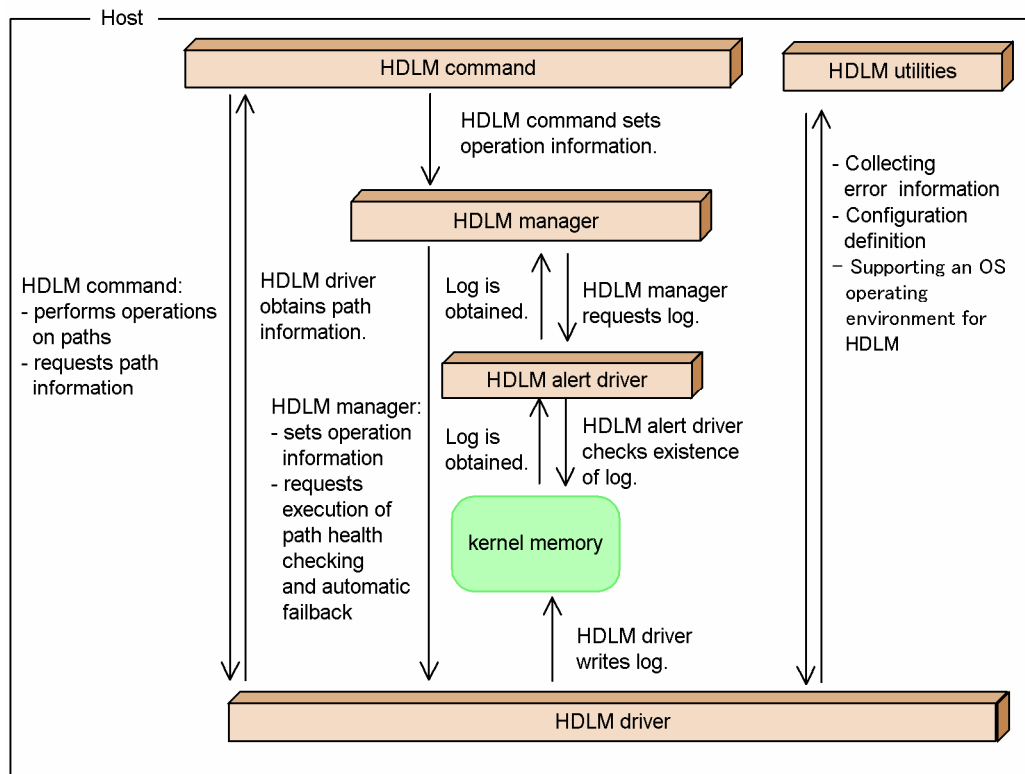 Host
HDLM command
HDLM utilities
HDLM command sets
operation information.
- Collecting
error information
- Configuration
definition
- Supporting an OS
operating
environment for
HDLM
HDLM manager
HDLM command:
- performs operations
on paths
- requests path
information
HDLM driver
obtains path
information.
Log is
obtained.
HDLM manager
requests log.
HDLM alert driver
HDLM manager:
- sets operation
information
- requests
execution of
path health
checking
and automatic
failback
Log is
obtained.
HDLM alert driver
checks existence
of log.
kernel memory
HDLM driver
writes log.
HDLM driver